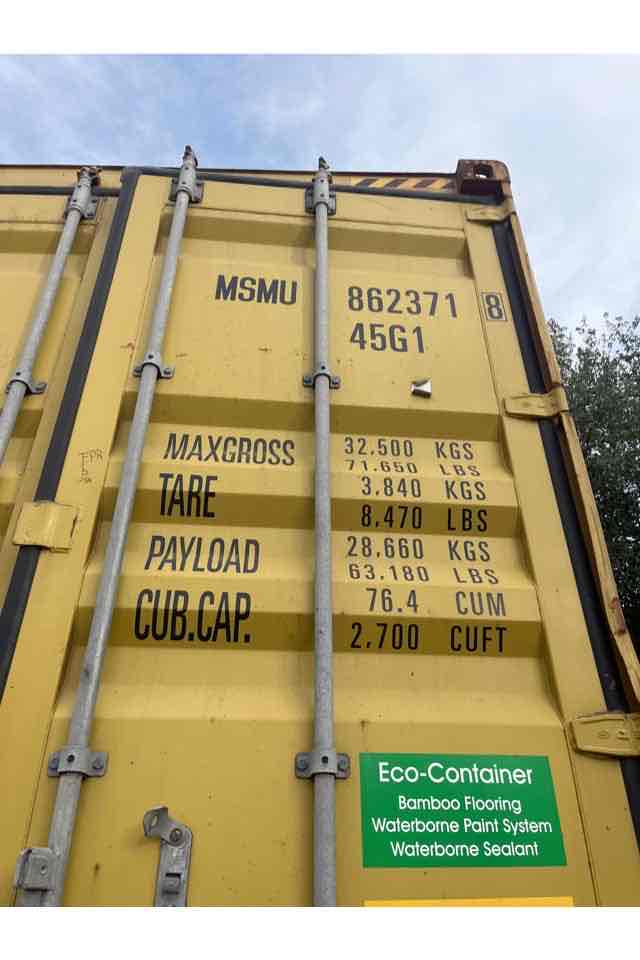 MSMU 862371 8
45G1
MAXGROSS 32.500 KGS
71.650 LBS
TARE 3.840 KGS
8,470 LBS
PAYLOAD 28,660 KGS
63.180 LBS
CUB.CAP. 76.4 CUM
2,700 CUFT
Eco-Container
Bamboo Flooring
Waterborne Paint System
Waterborne Sealant